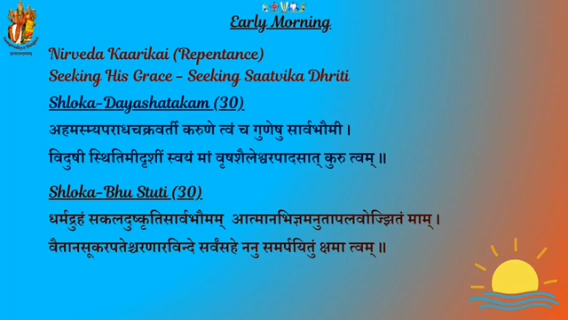 Early Morning
Nirveda Kaarikai (Repentance)
Seeking His Grace - Seeking Saatvika Dhriti
Shloka-Dayashatakam (30)
अहमस्म्यपराधचक्रवर्ती करुणे त्वं च गुणेषु सार्वभौमी ।
विदुषी स्थितिमीदृशीं स्वयं मां वृषशैलेश्वरपादसात् कुरु त्वम् ॥
Shloka-Bhu Stuti (30)
धर्मद्रुहं सकलदुष्कृतिसार्वभौमम् आत्मानभिज्ञमनुतापलवोज्झितं माम् ।
वैतानसूकरपतेश्चरणारविन्दे सर्वंसहे ननु समर्पयितुं क्षमा त्वम् ॥